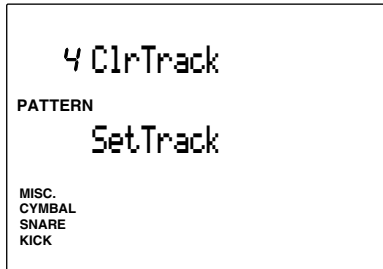 4 ClrTrack
PATTERN
SetTrack
MISC.
CYMBAL
SNARE
KICK